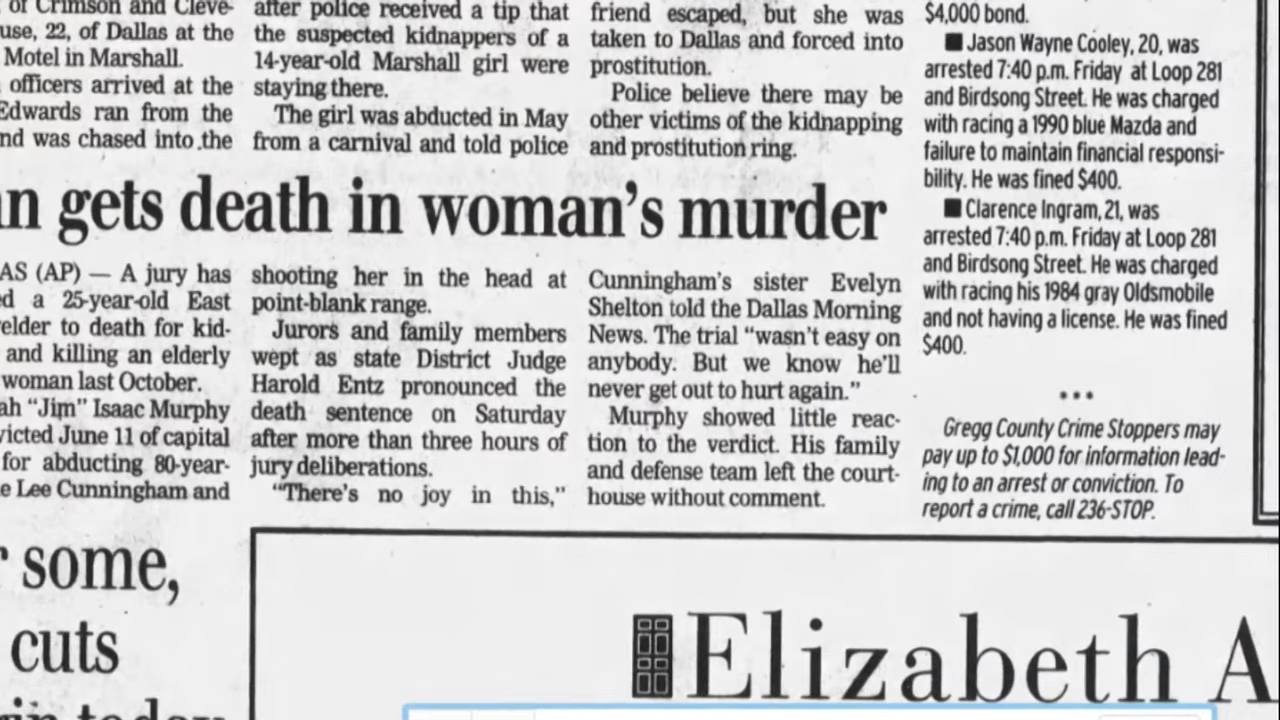 of Crimson and Cleve-
use, 22, of Dallas at the
Motel in Marshall.
officers arrived at the
Edwards ran from the
nd was chased into the
after police received a tip that
the suspected kidnappers of a
14-year-old Marshall girl were
staying there.
The girl was abducted in May
from a carnival and told police
friend escaped, but she was
taken to Dallas and forced into
prostitution.
Police believe there may be
other victims of the kidnapping
and prostitution ring.
n gets death in woman's murder
AS (AP) — A jury has
ed a 25-year-old East
elder to death for kid-
and killing an elderly
woman last October.
ah "Jim" Isaac Murphy
victed June 11 of capital
for abducting 80-year-
e Lee Cunningham and
shooting her in the head at
point-blank range.
Jurors and family members
wept as state District Judge
Harold Entz pronounced the
death sentence on Saturday
after more than three hours of
jury deliberations.
"There's no joy in this,"
Cunningham's sister Evelyn
Shelton told the Dallas Morning
News. The trial "wasn't easy on
anybody. But we know he'll
never get out to hurt again."
Murphy showed little reac-
tion to the verdict. His family
and defense team left the court-
house without comment.
$4,000 bond.
■ Jason Wayne Cooley, 20, was
arrested 7:40 p.m. Friday at Loop 281
and Birdsong Street. He was charged
with racing a 1990 blue Mazda and
failure to maintain financial responsi-
bility. He was fined $400.
■ Clarence Ingram, 21, was
arrested 7:40 p.m. Friday at Loop 281
and Birdsong Street. He was charged
with racing his 1984 gray Oldsmobile
and not having a license. He was fined
$400.
•••
Gregg County Crime Stoppers may
pay up to $1,000 for information lead-
ing to an arrest or conviction. To
report a crime, call 236-STOP.
r some,
cuts
Elizabeth A